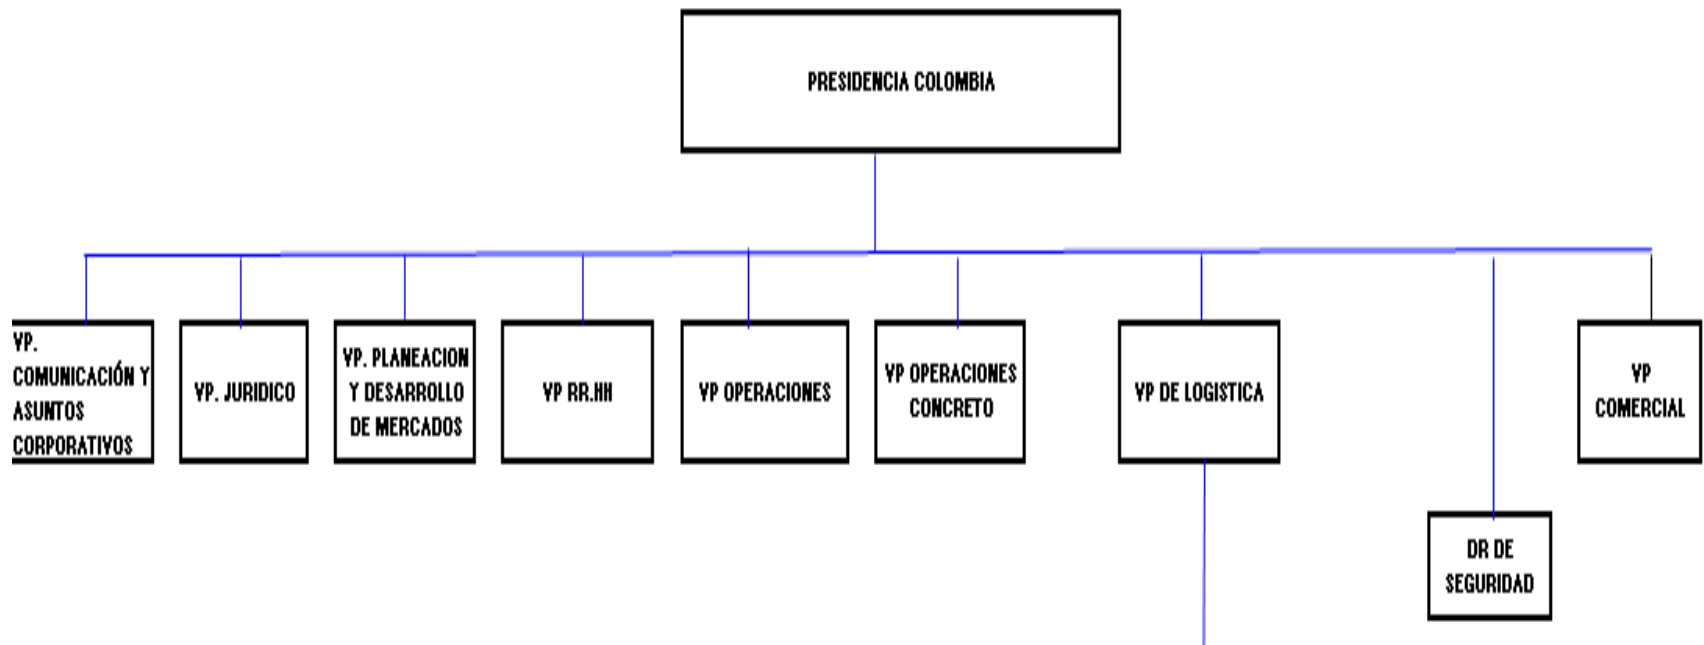 PRESIDENCIA COLOMBIA
VP.
COMUNICACIÓN Y
ASUNTOS
CORPORATIVOS
VP. JURIDICO
VP. PLANEACION
Y DESARROLLO
DE MERCADOS
VP RR.HH
VP OPERACIONES
VP OPERACIONES
CONCRETO
VP DE LOGISTICA
VP
COMERCIAL
DR DE
SEGURIDAD